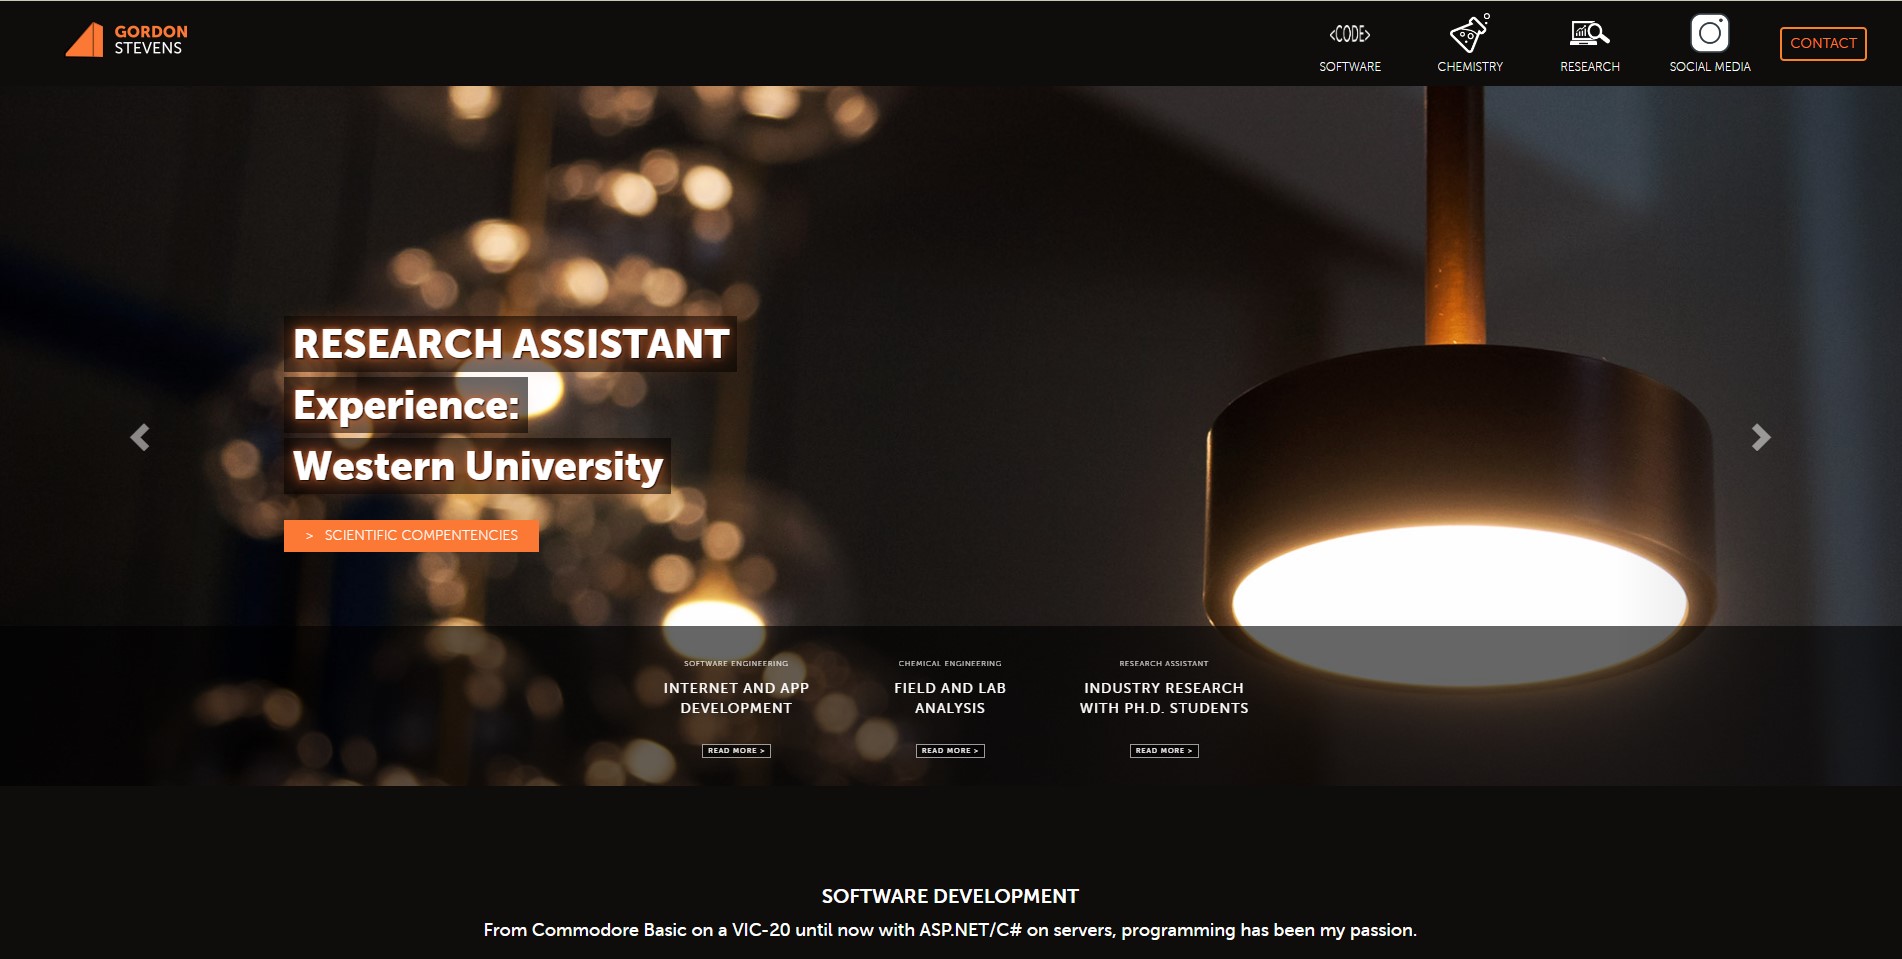 GORDON
STEVENS
<CODE>
SOFTWARE
CHEMISTRY
RESEARCH
SOCIAL MEDIA
CONTACT
RESEARCH ASSISTANT
Experience:
Western University
> SCIENTIFIC COMPENTENCIES
SOFTWARE ENGINEERING
INTERNET AND APP
DEVELOPMENT
READ MORE >
CHEMICAL ENGINEERING
FIELD AND LAB
ANALYSIS
READ MORE >
RESEARCH ASSISTANT
INDUSTRY RESEARCH
WITH PH.D. STUDENTS
READ MORE >
SOFTWARE DEVELOPMENT
From Commodore Basic on a VIC-20 until now with ASP.NET/C# on servers, programming has been my passion.